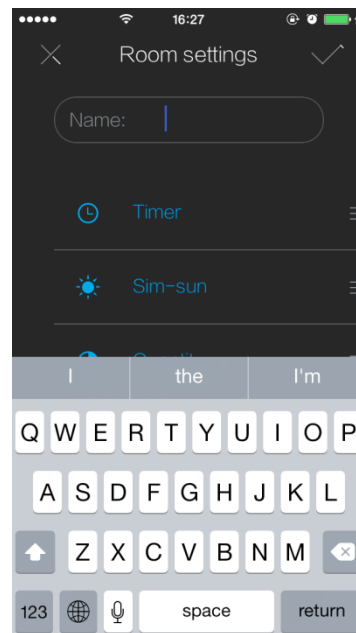 16:27
Room settings
Name:
Timer
Sim-sun
I the I'm
Q W E R T Y U I O P
A S D F G H J K L
Z X C V B N M
123 space return